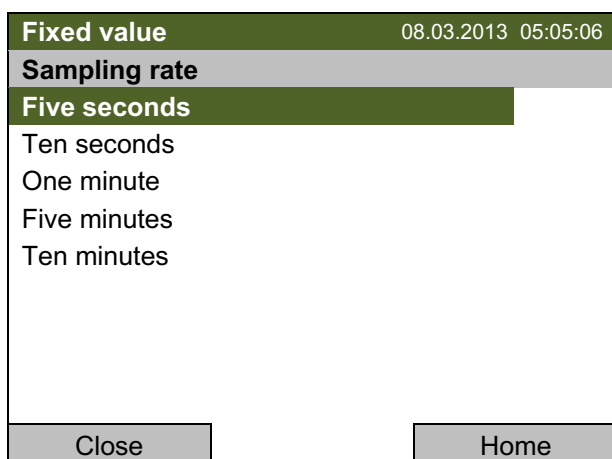 Fixed value 08.03.2013 05:05:06
Sampling rate
Five seconds
Ten seconds
One minute
Five minutes
Ten minutes
Close Home